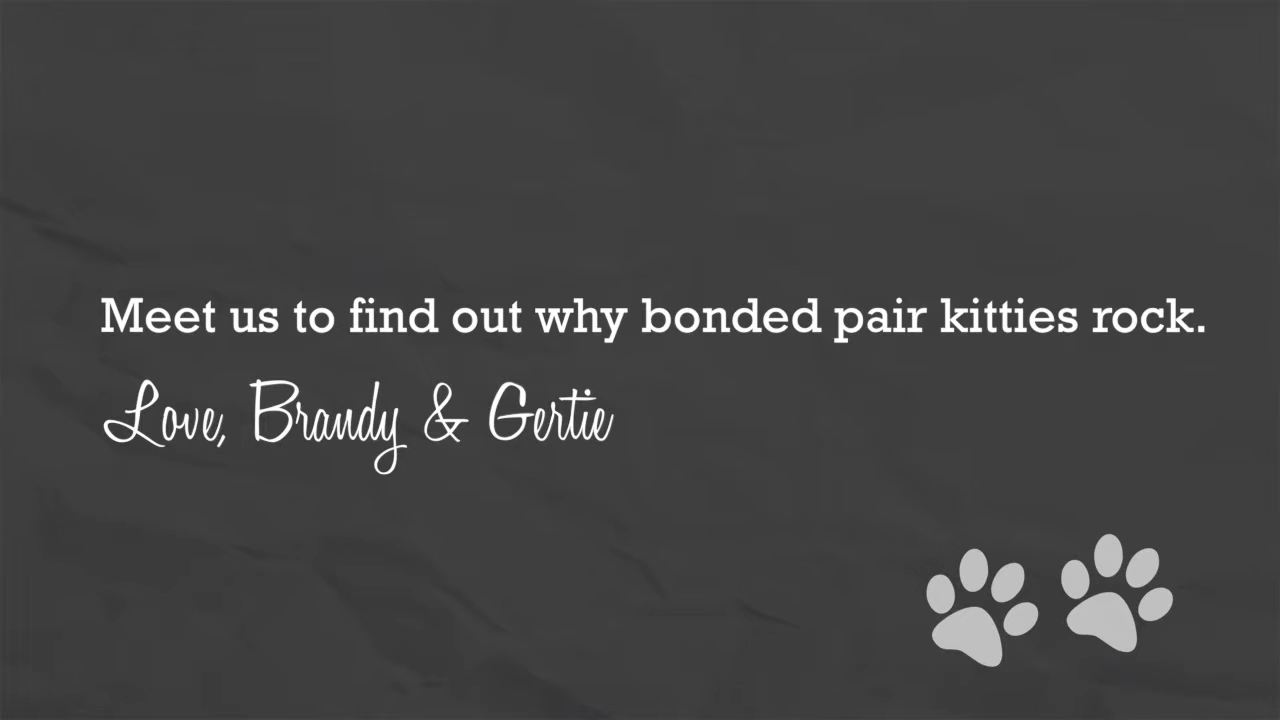 Meet us to find out why bonded pair kitties rock.
Love, Brandy & Gertie